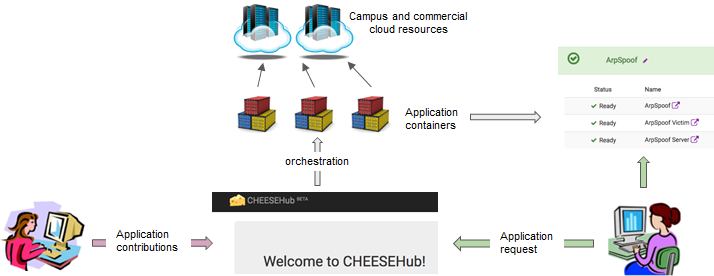 Campus and commercial
cloud resources
ArpSpoof
Status Name
Ready ArpSpoof
Ready ArpSpoof Victim
Ready ArpSpoof Server
Application
containers
orchestration
CHEESEHub BETA
Welcome to CHEESEHub!
Application
contributions
Application
request